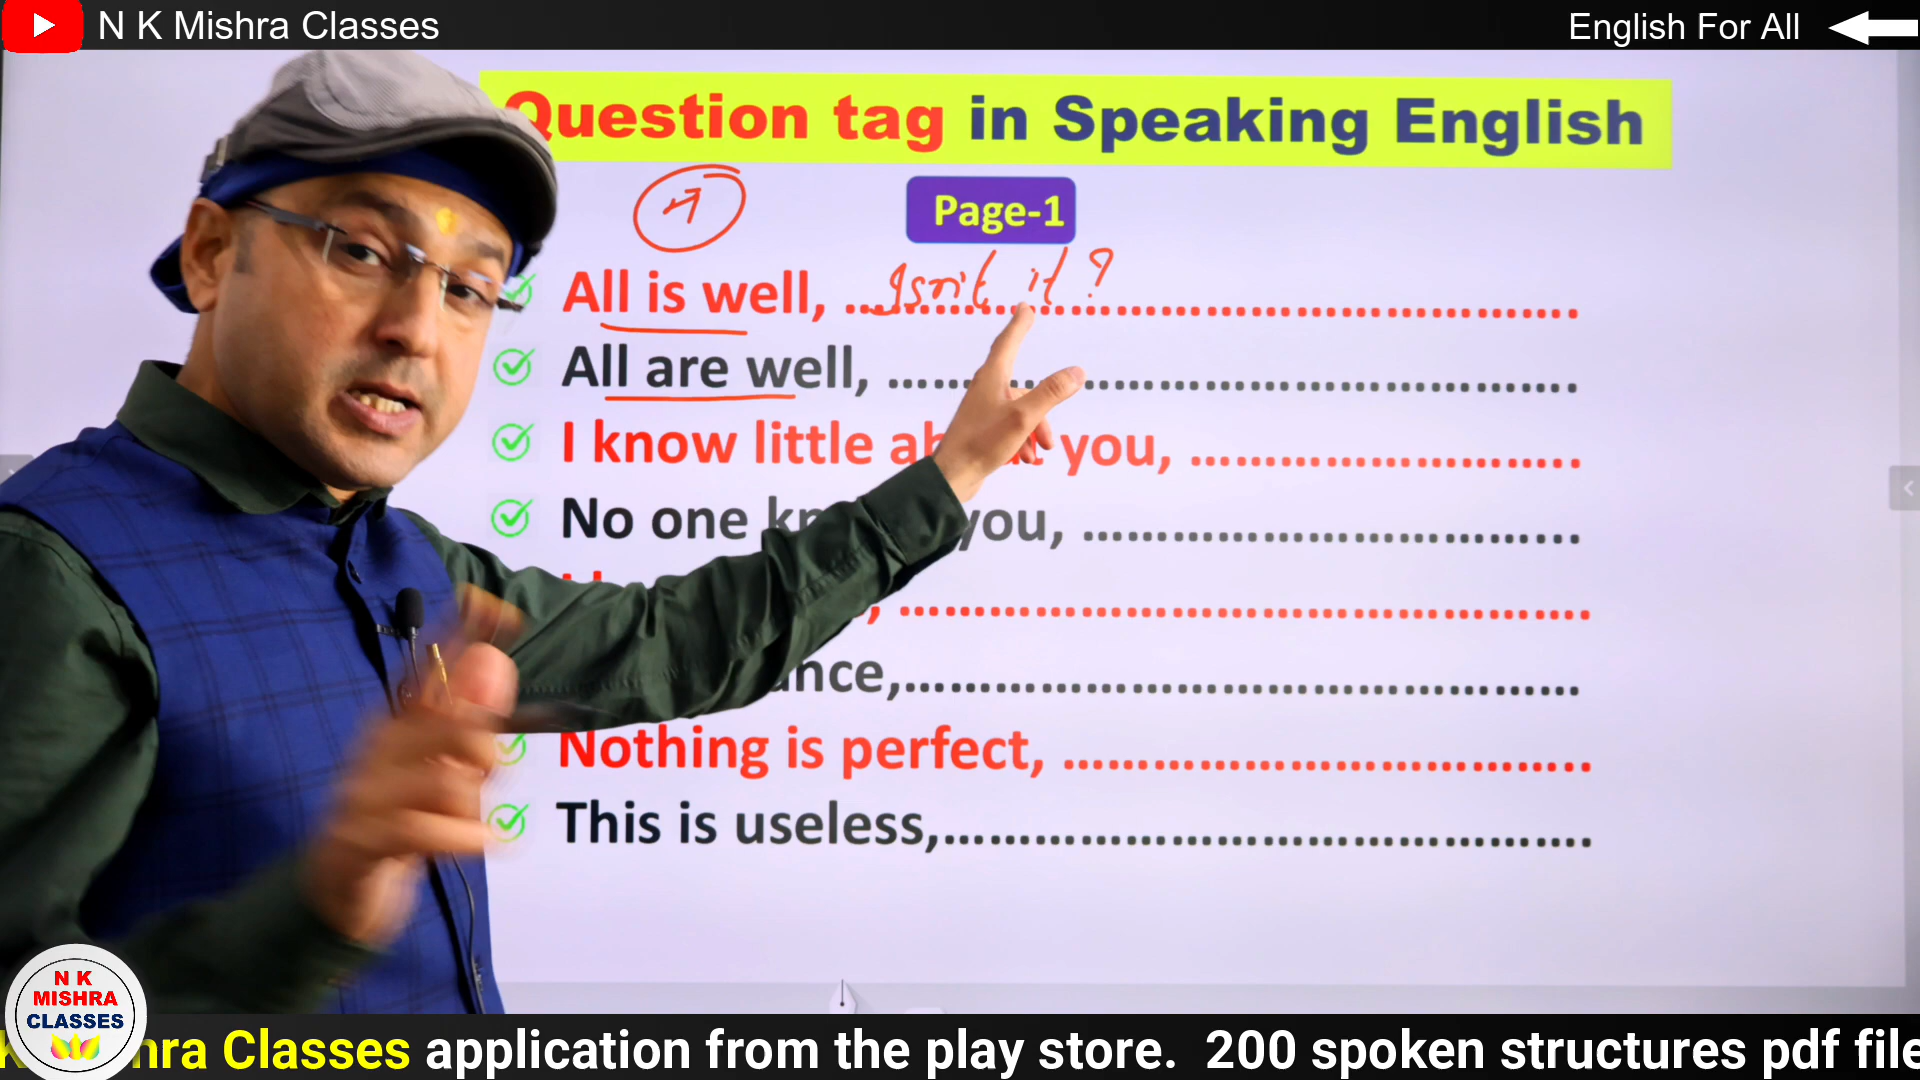 N K Mishra Classes
English For All
Question tag in Speaking English
Page-1
All is well, ...Isn't it?...............................
All are well, .......................................
I know little you, ........................
No one you, ................................
, ............................................
,............................................
Nothing is perfect, ..................................
This is useless,.........................................
N K
MISHRA
CLASSES
Classes application from the play store. 200 spoken structures pdf file